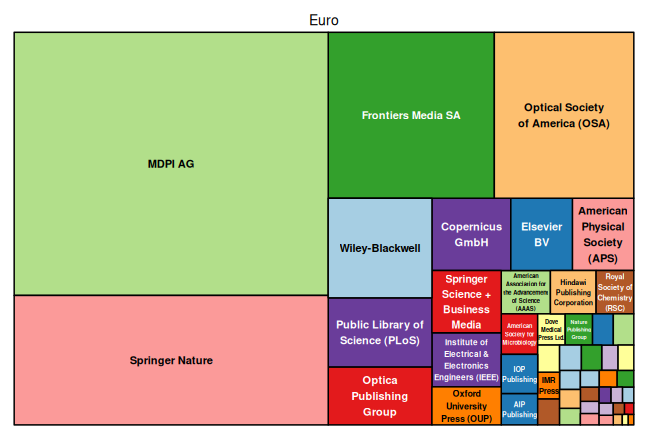 Euro
MDPI AG
Springer Nature
Frontiers Media SA
Optical Society
of America (OSA)
Wiley-Blackwell
Copernicus
GmbH
Elsevier
BV
American
Physical
Society
(APS)
Public Library of
Science (PLoS)
Optica
Publishing
Group
Springer
Science +
Business
Media
Institute of
Electrical &
Electronics
Engineers (IEEE)
Oxford
University
Press (OUP)
American
Association for
the Advancement
of Science
(AAAS)
Hindawi
Publishing
Corporation
Royal
Society of
Chemistry
(RSC)
American
Society for
Microbiology
Dove
Medical
Press Ltd.
Nature
Publishing
Group
IOP
Publishing
AIP
Publishing
IMR
Press